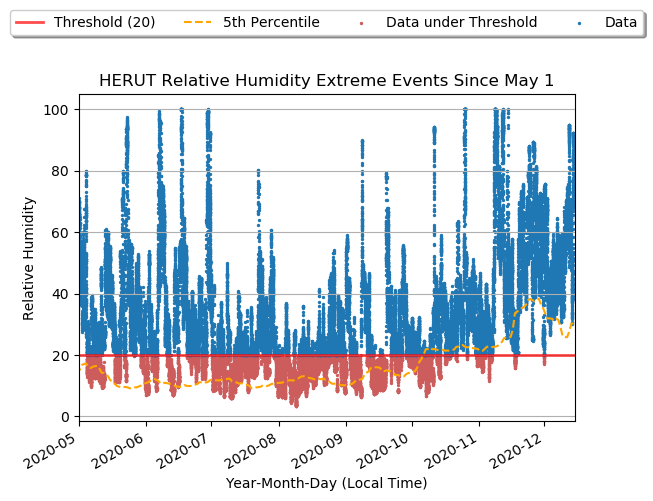 Threshold (20) 5th Percentile Data under Threshold Data
HERUT Relative Humidity Extreme Events Since May 1
Relative Humidity
100
80
60
40
20
0
2020-05 2020-06 2020-07 2020-08 2020-09 2020-10 2020-11 2020-12
Year-Month-Day (Local Time)